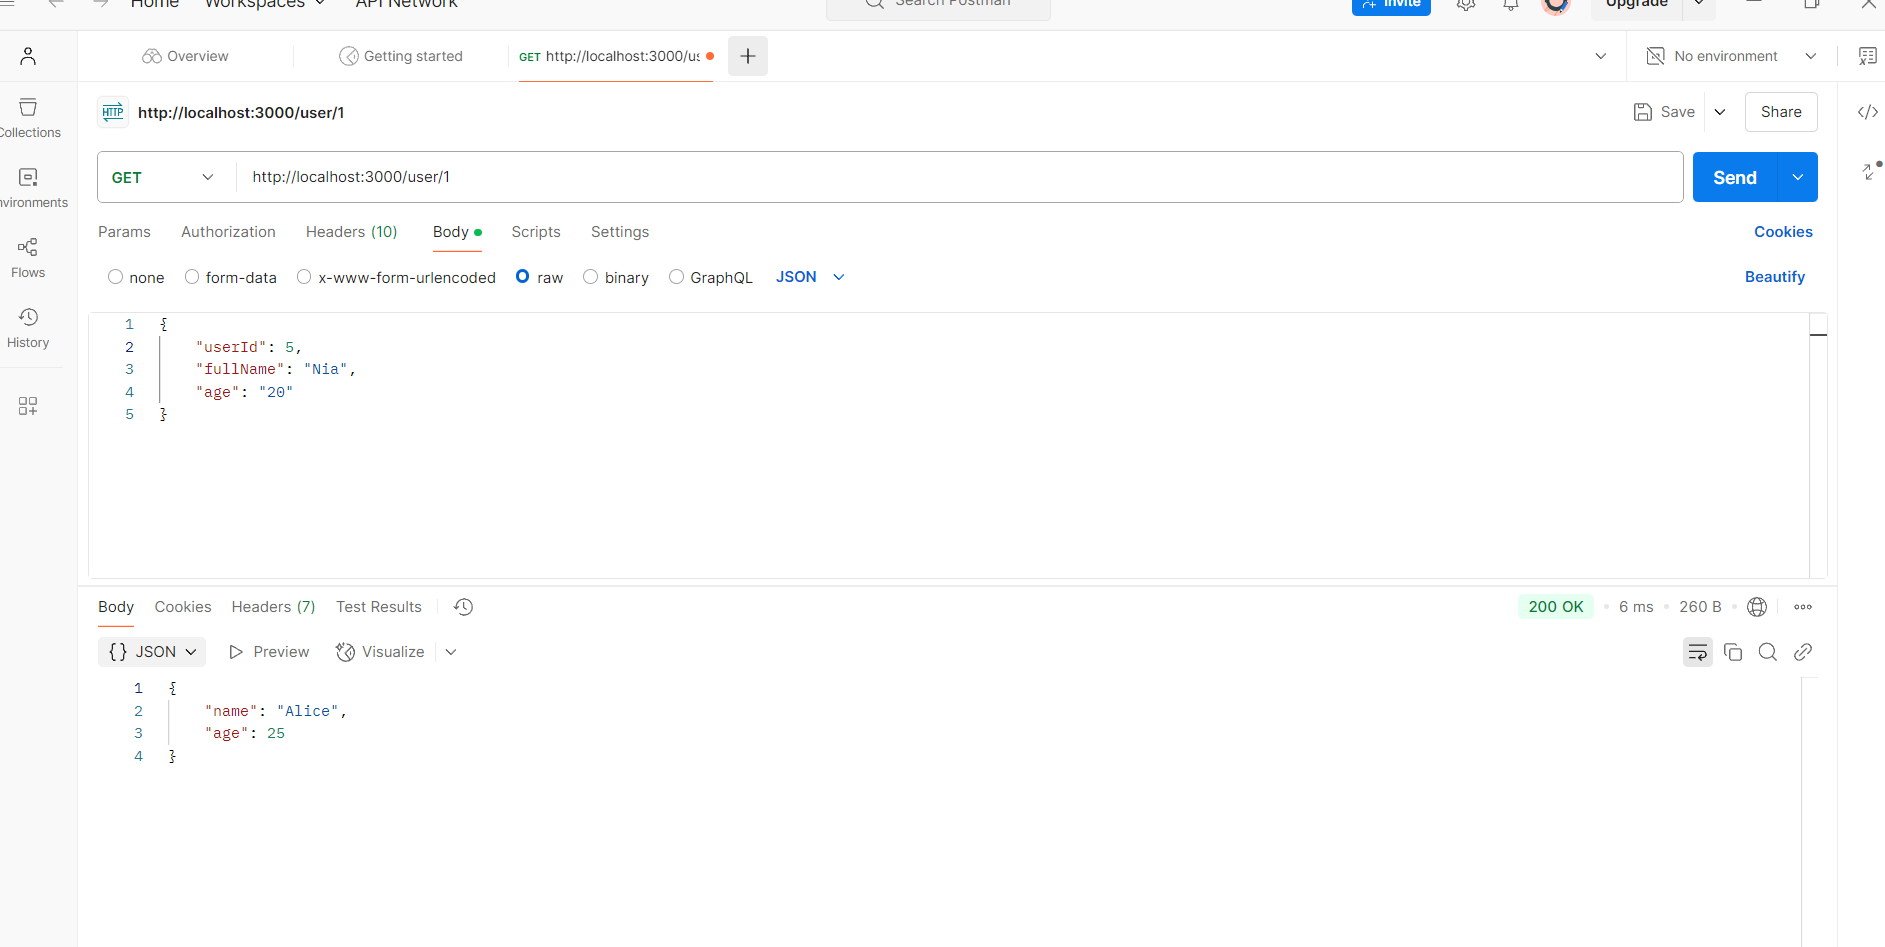 Home Workspaces API Network Search Postman Invite Upgrade
Overview Getting started GET http://localhost:3000/us No environment
http://localhost:3000/user/1 Save Share
GET http://localhost:3000/user/1 Send
Collections
nvironments
Flows
History
Params Authorization Headers (10) Body Scripts Settings Cookies
none form-data x-www-form-urlencoded raw binary GraphQL JSON Beautify
1 {
2 "userId": 5,
3 "fullName": "Nia",
4 "age": "20"
5 }
Body Cookies Headers (7) Test Results 200 OK 6 ms 260 B
{} JSON Preview Visualize
1 {
2 "name": "Alice",
3 "age": 25
4 }